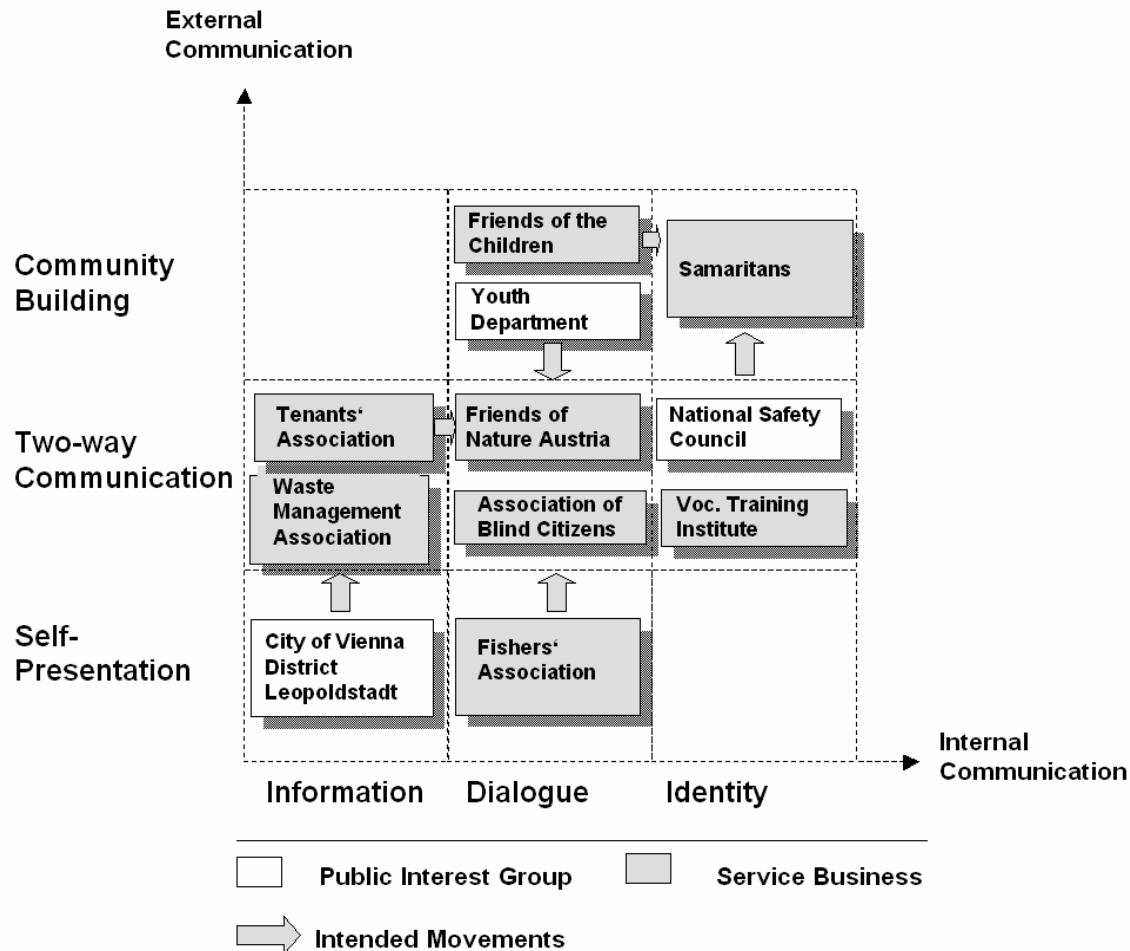 External
Communication
Community
Building
Friends of the
Children
Samaritans
Youth
Department
Two-way
Communication
Tenants‘
Association
Friends of
Nature Austria
National Safety
Council
Waste
Management
Association
Association of
Blind Citizens
Voc. Training
Institute
Self-
Presentation
City of Vienna
District
Leopoldstadt
Fishers‘
Association
Internal
Communication
Information
Dialogue
Identity
Public Interest Group
Service Business
Intended Movements